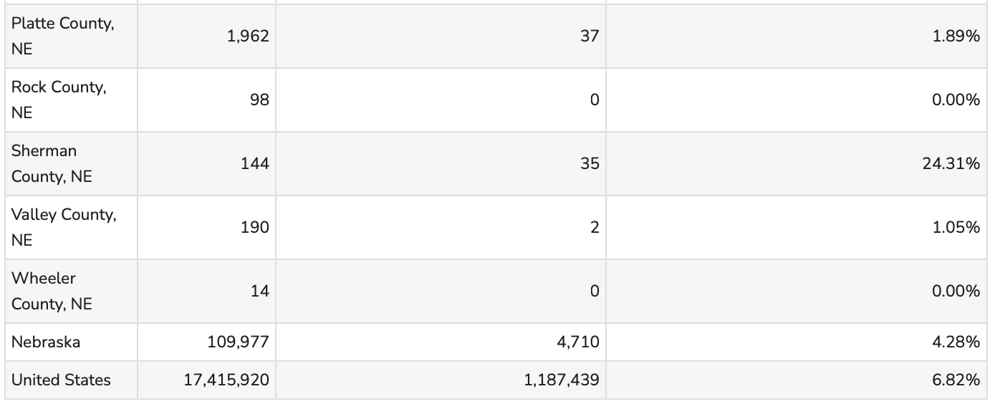 Platte County,
NE
1,962
37
1.89%
Rock County,
NE
98
0
0.00%
Sherman
County, NE
144
35
24.31%
Valley County,
NE
190
2
1.05%
Wheeler
County, NE
14
0
0.00%
Nebraska
109,977
4,710
4.28%
United States
17,415,920
1,187,439
6.82%